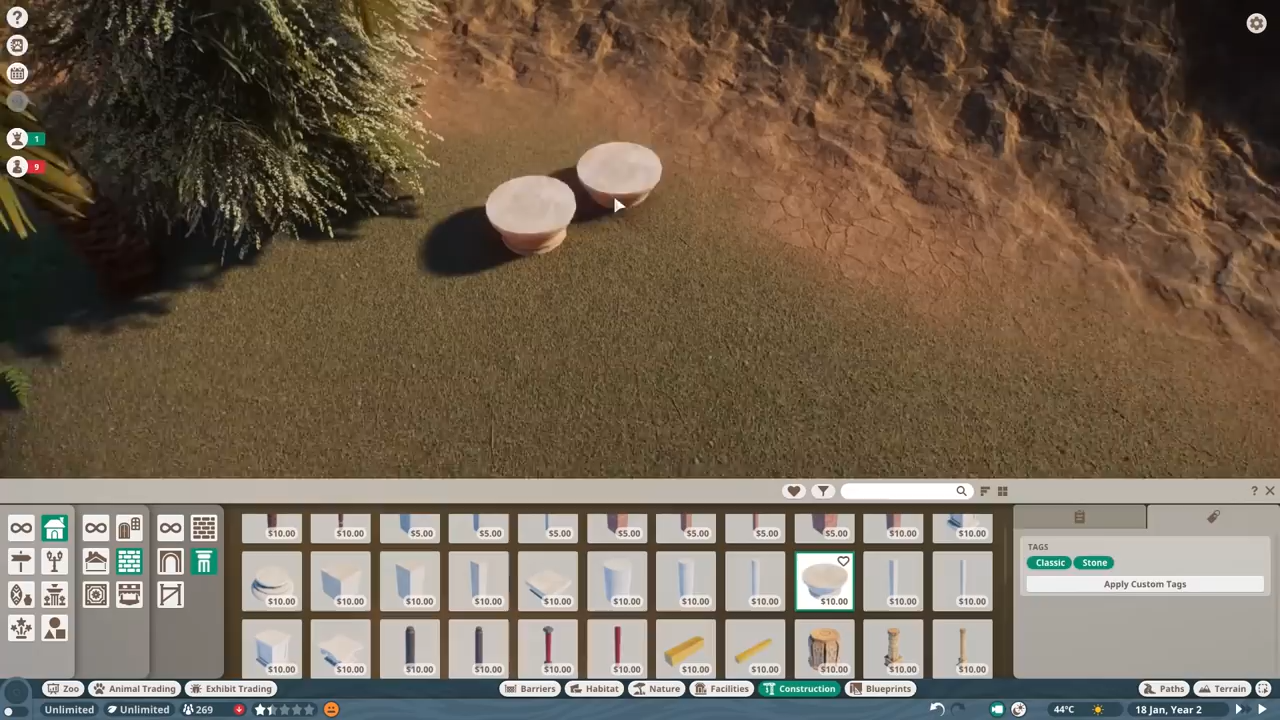 ?
1
9
? ×
$10.00 $10.00 $5.00 $5.00 $5.00 $5.00 $5.00 $5.00 $5.00 $10.00 $10.00
$10.00 $10.00 $10.00 $10.00 $10.00 $10.00 $10.00 $10.00 $10.00 $10.00 $10.00
$10.00 $10.00 $10.00 $10.00 $10.00 $10.00 $10.00 $10.00 $10.00 $10.00 $10.00
TAGS
Classic Stone
Apply Custom Tags
Zoo Animal Trading Exhibit Trading Barriers Habitat Nature Facilities Construction Blueprints Paths Terrain
Unlimited Unlimited 269 44°C 18 Jan, Year 2